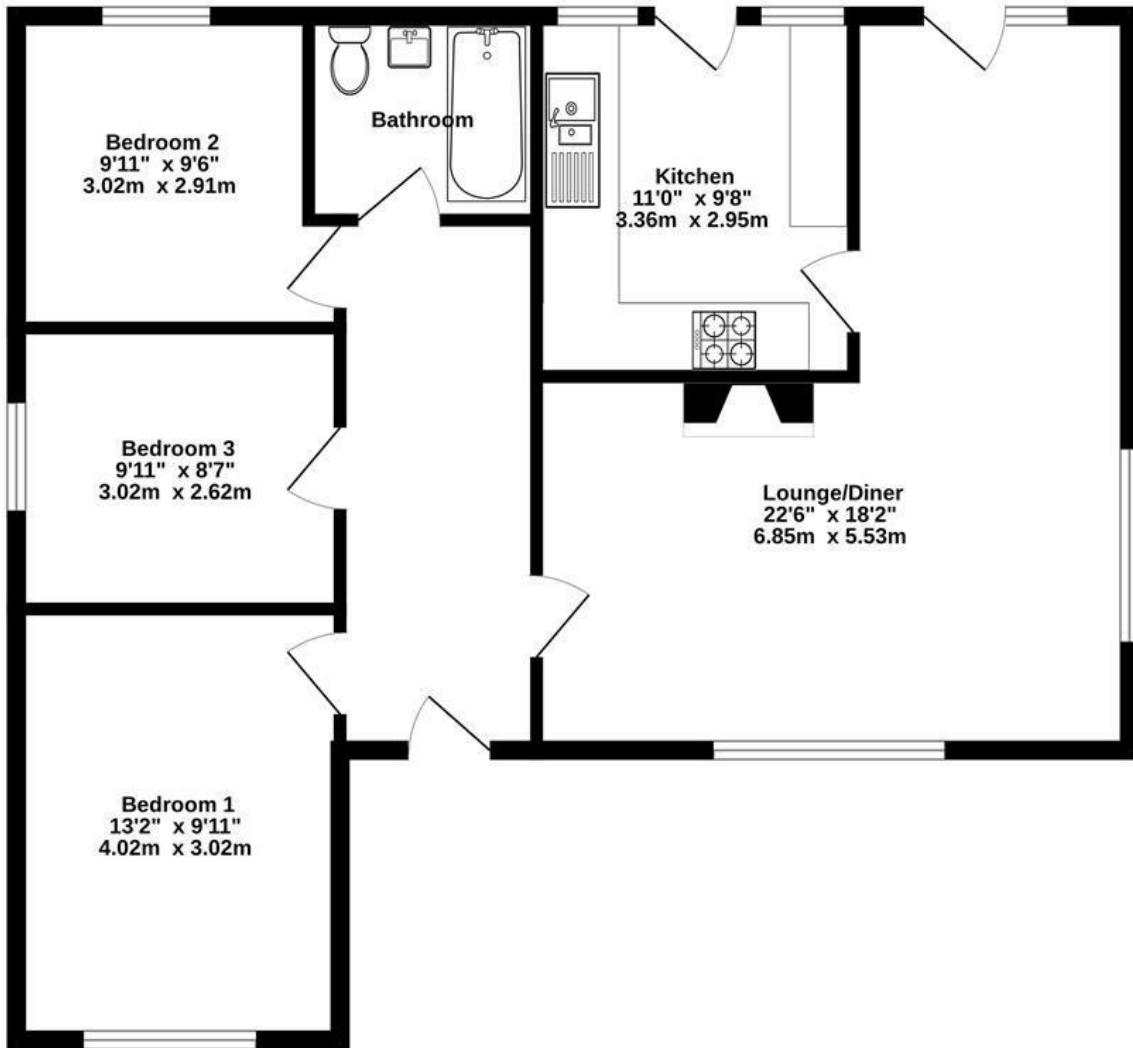 Bathroom
Bedroom 2
9'11" x 9'6"
3.02m x 2.91m
Kitchen
11'0" x 9'8"
3.36m x 2.95m
Bedroom 3
9'11" x 8'7"
3.02m x 2.62m
Lounge/Diner
22'6" x 18'2"
6.85m x 5.53m
Bedroom 1
13'2" x 9'11"
4.02m x 3.02m